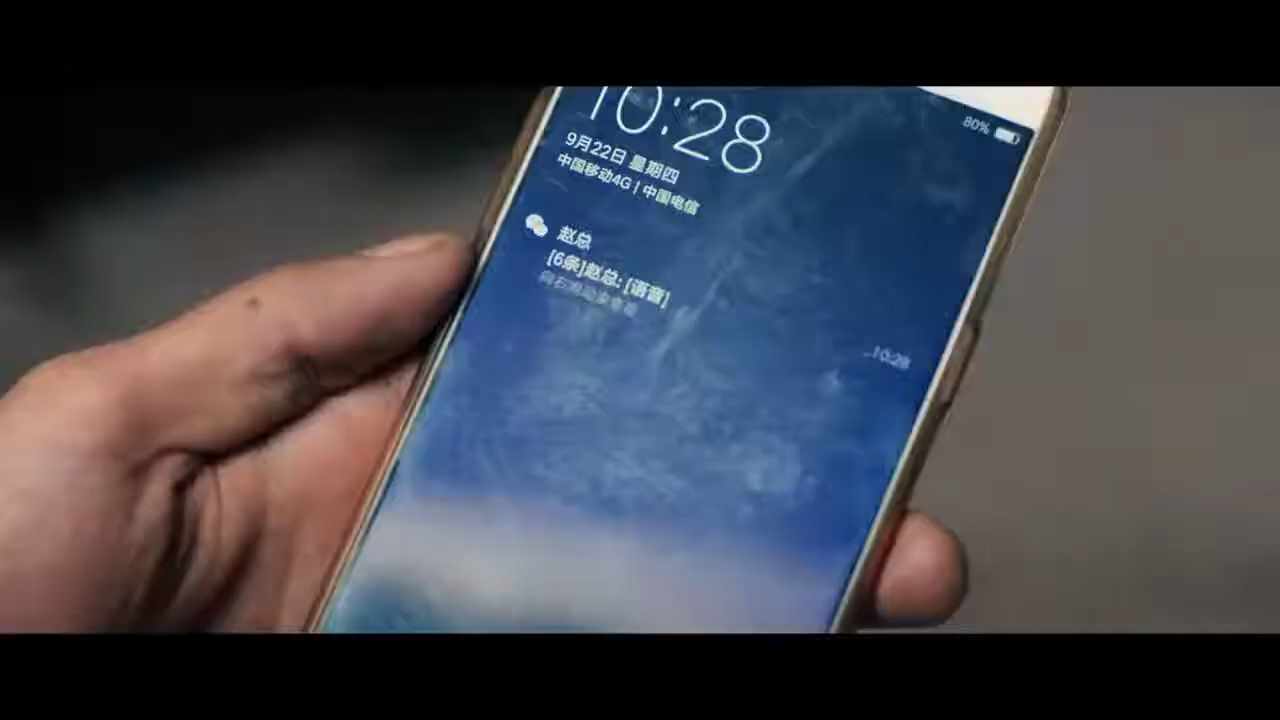 10:28
80%
9月22日 星期四
中国移动4G | 中国电信
赵总
[6条]赵总: [语音]
10:28